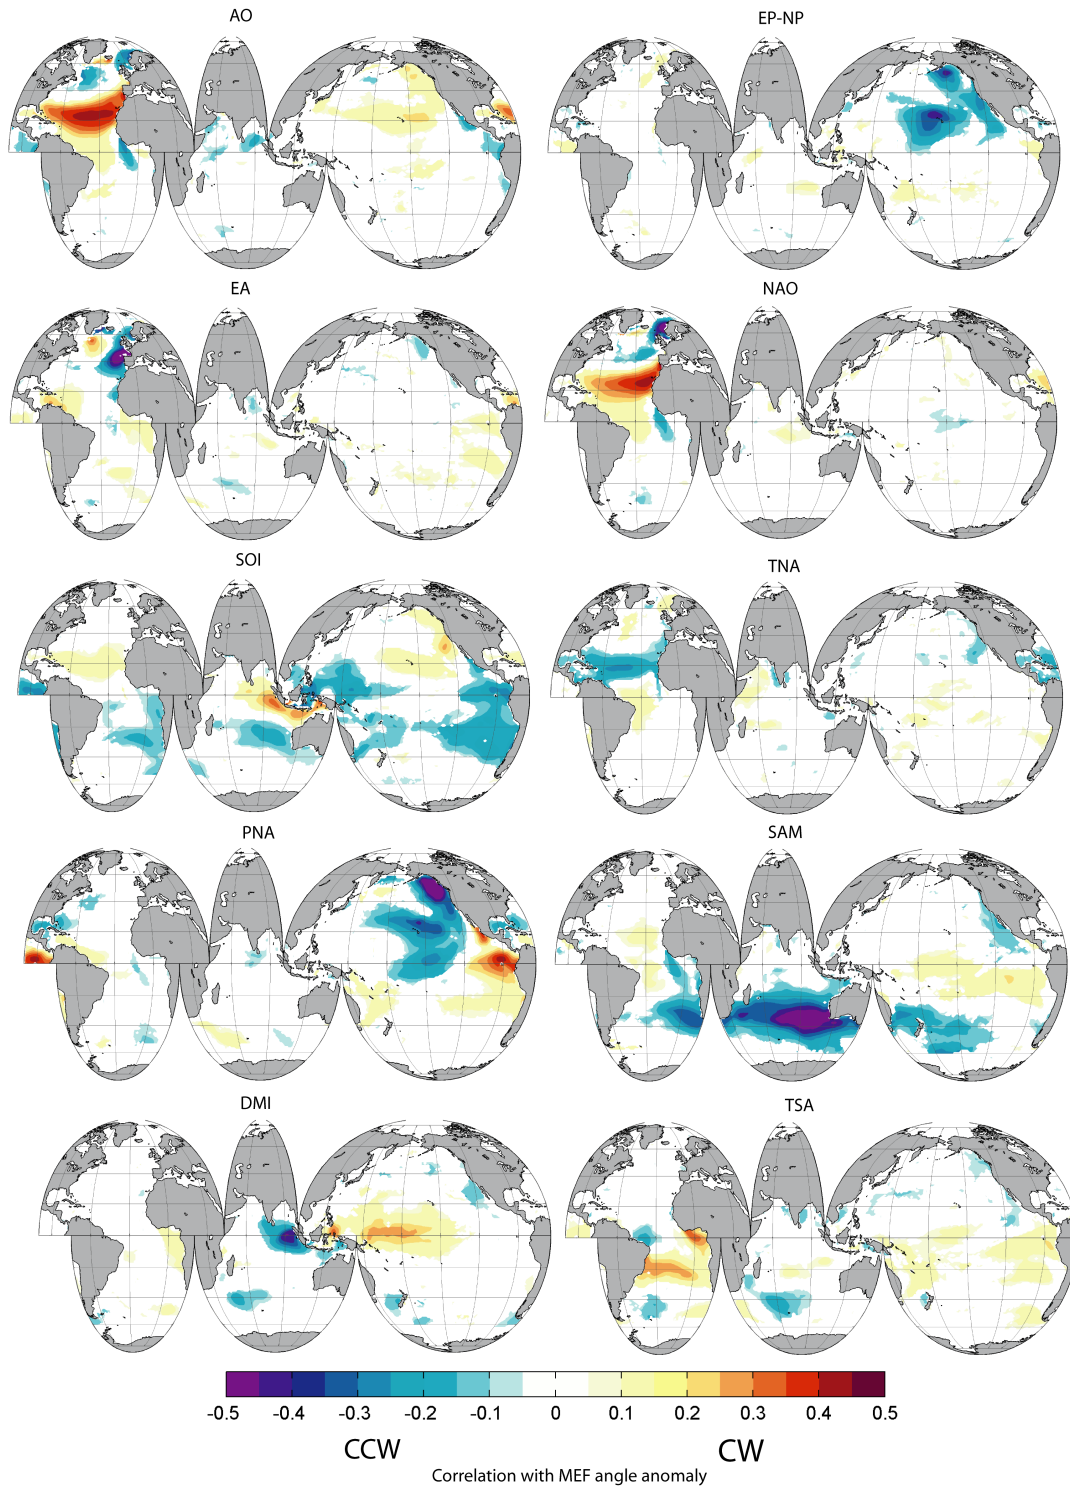 AO
EP-NP
EA
NAO
SOI
TNA
PNA
SAM
DMI
TSA
-0.5 -0.4 -0.3 -0.2 -0.1 0 0.1 0.2 0.3 0.4 0.5
CCW CW
Correlation with MEF angle anomaly